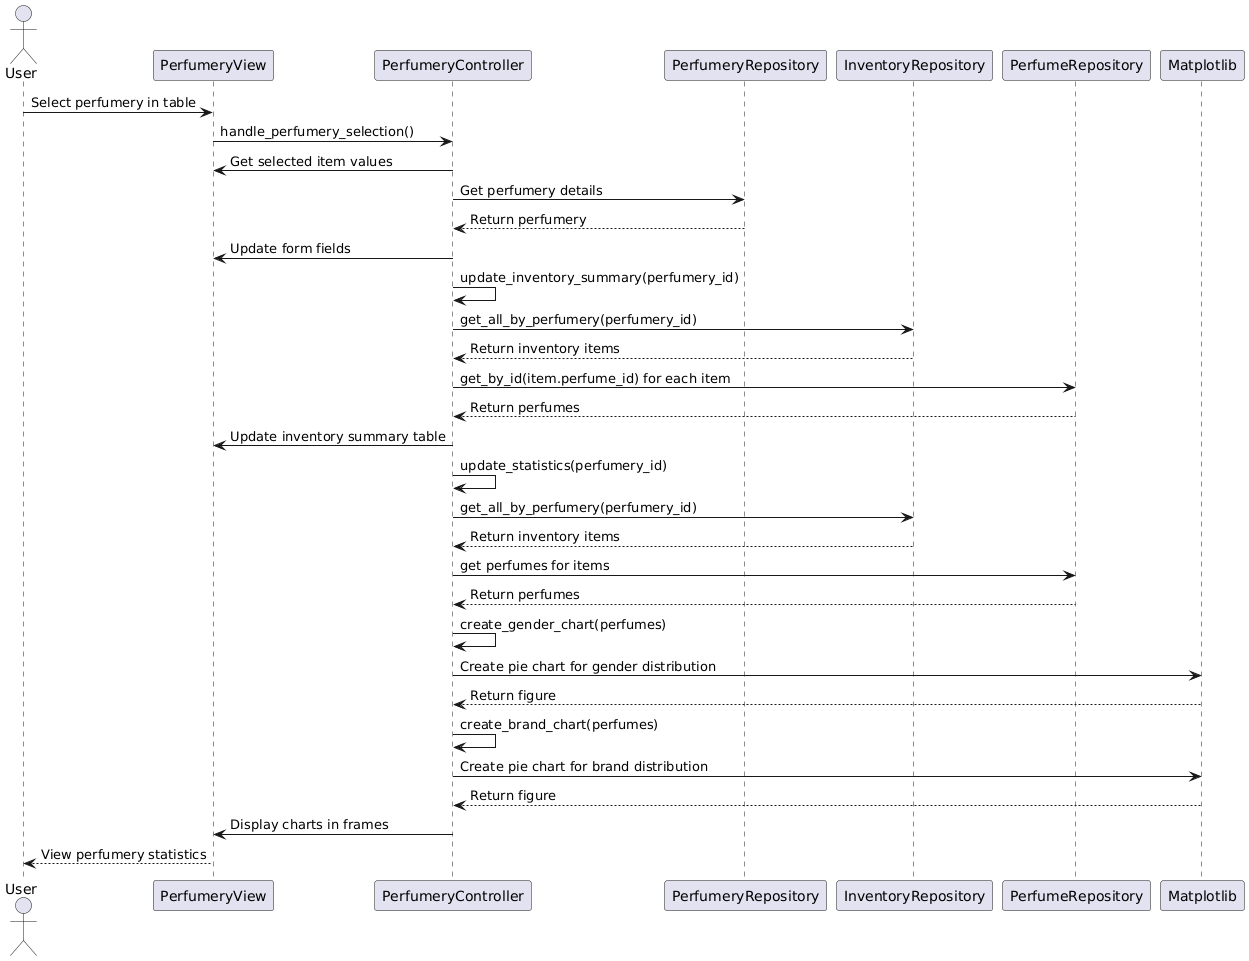 User
PerfumeryView
PerfumeryController
PerfumeryRepository
InventoryRepository
PerfumeRepository
Matplotlib
Select perfumery in table
handle_perfumery_selection()
Get selected item values
Get perfumery details
Return perfumery
Update form fields
update_inventory_summary(perfumery_id)
get_all_by_perfumery(perfumery_id)
Return inventory items
get_by_id(item.perfume_id) for each item
Return perfumes
Update inventory summary table
update_statistics(perfumery_id)
get_all_by_perfumery(perfumery_id)
Return inventory items
get perfumes for items
Return perfumes
create_gender_chart(perfumes)
Create pie chart for gender distribution
Return figure
create_brand_chart(perfumes)
Create pie chart for brand distribution
Return figure
Display charts in frames
View perfumery statistics
User
PerfumeryView
PerfumeryController
PerfumeryRepository
InventoryRepository
PerfumeRepository
Matplotlib